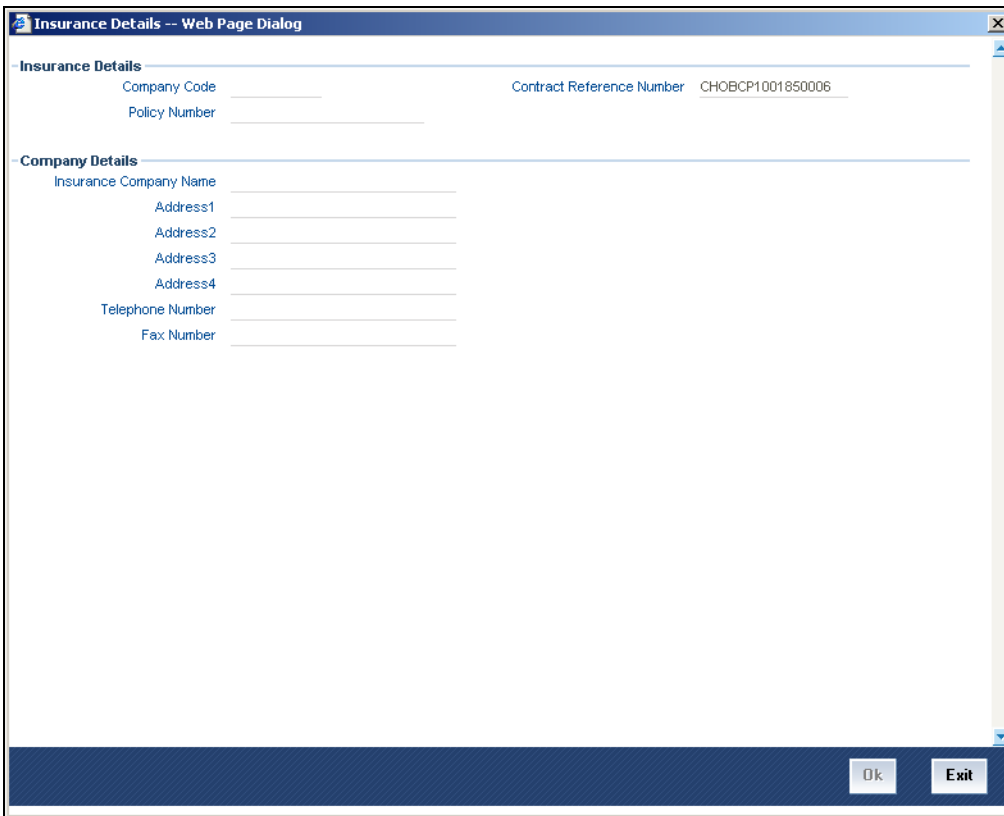 Insurance Details -- Web Page Dialog
Insurance Details
Company Code
Contract Reference Number CHOBCP1001850006
Policy Number
Company Details
Insurance Company Name
Address1
Address2
Address3
Address4
Telephone Number
Fax Number
Ok
Exit